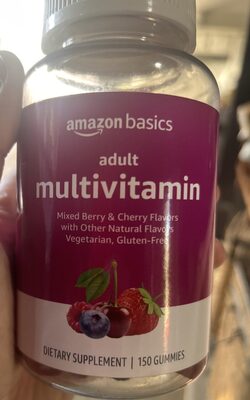 amazon basics
adult
multivitamin
Mixed Berry & Cherry Flavors
with Other Natural Flavors
Vegetarian, Gluten-Free
DIETARY SUPPLEMENT | 150 GUMMIES